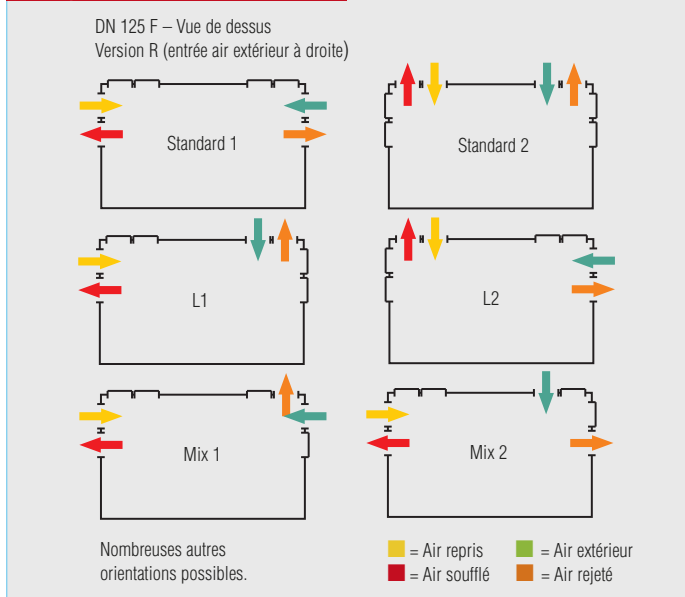 DN 125 F – Vue de dessus
Version R (entrée air extérieur à droite)
Standard 1
Standard 2
L1
L2
Mix 1
Mix 2
Nombreuses autres
orientations possibles.
= Air repris
= Air extérieur
= Air soufflé
= Air rejeté